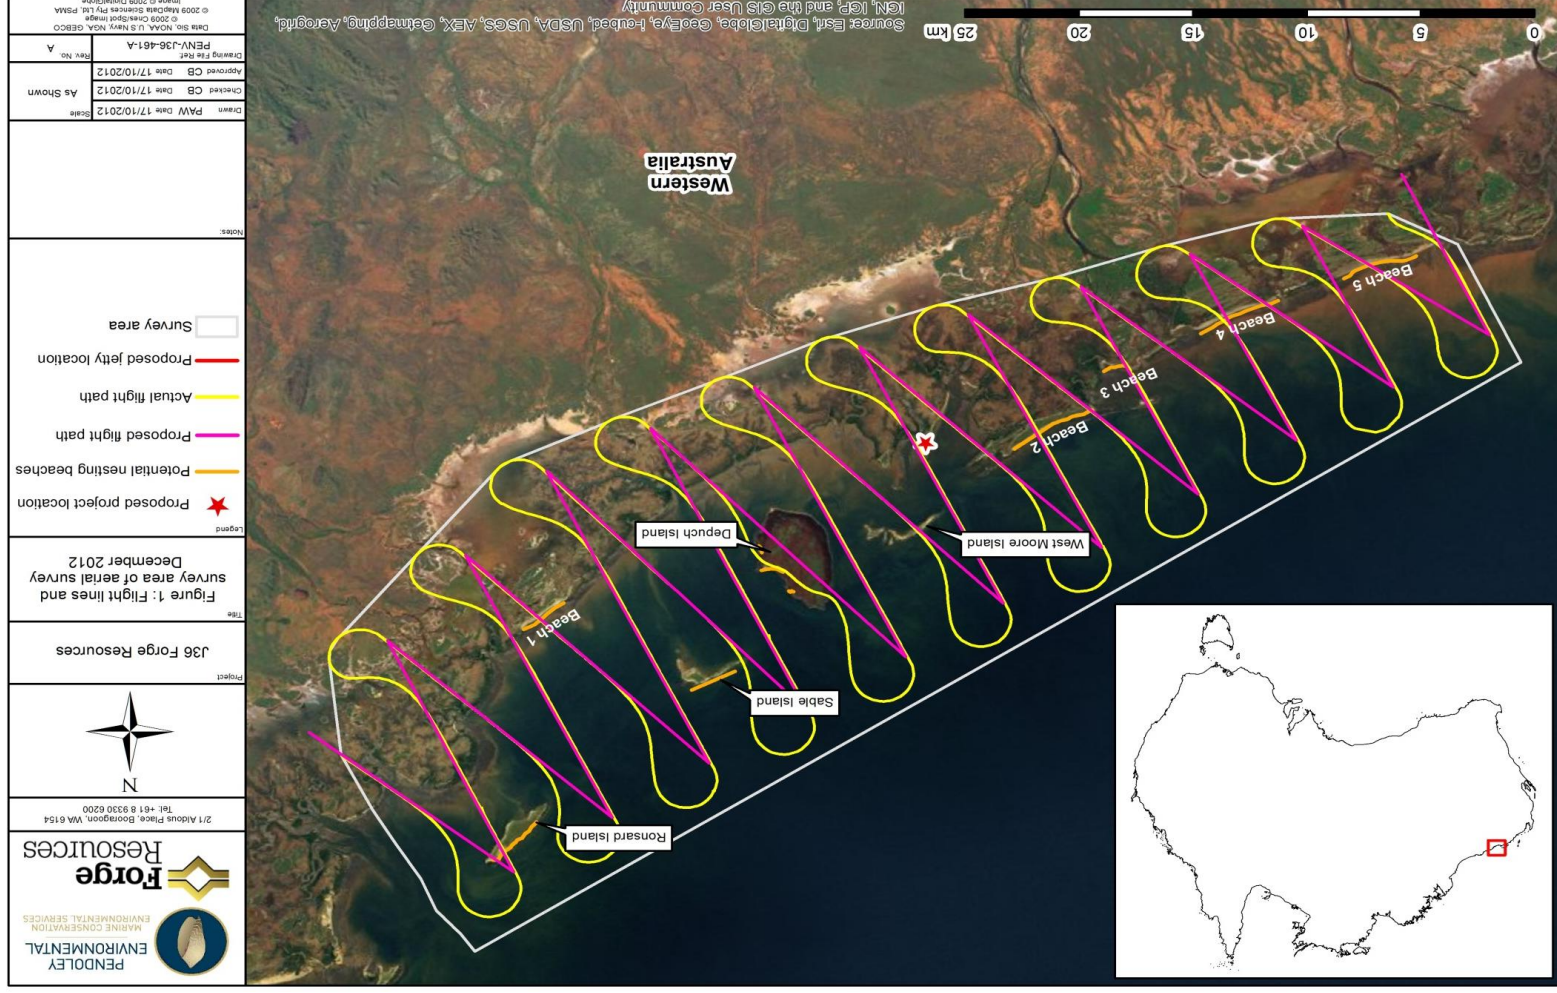 Ronsard Island
Sable Island
Beach 1
Depuch Island
West Moore Island
Beach 2
Beach 3
Beach 4
Beach 5
Western
Australia
0
5
10
15
20
25 km
Source: Esri, DigitalGlobe, GeoEye, i-cubed, USDA, USGS, AEX, Getmapping, Aerogrid,
IGN, IGP, and the GIS User Community
PENDOLEY
ENVIRONMENTAL
MARINE CONSERVATION
ENVIRONMENTAL SERVICES
Forge
Resources
2/1 Aldous Place, Booragoon, WA 6154
Tel: +61 8 9330 6200
N
Project
J36 Forge Resources
Title
Figure 1: Flight lines and
survey area of aerial survey
December 2012
Legend
Proposed project location
Potential nesting beaches
Proposed flight path
Actual flight path
Proposed jetty location
Survey area
Notes:
Drawn PAW Date 17/10/2012
Scale
Checked CB Date 17/10/2012
As Shown
Approved CB Date 17/10/2012
Drawing File Ref.
Rev. No.
PENV-J36-461-A
A
Data Sio, NOAA, U.S Navy, NGA, GEBCO
© 2009 Cnes/Spot Image
© 2009 MapData Sciences Pty Ltd, PSMA
Image © 2009 DigitalGlobe